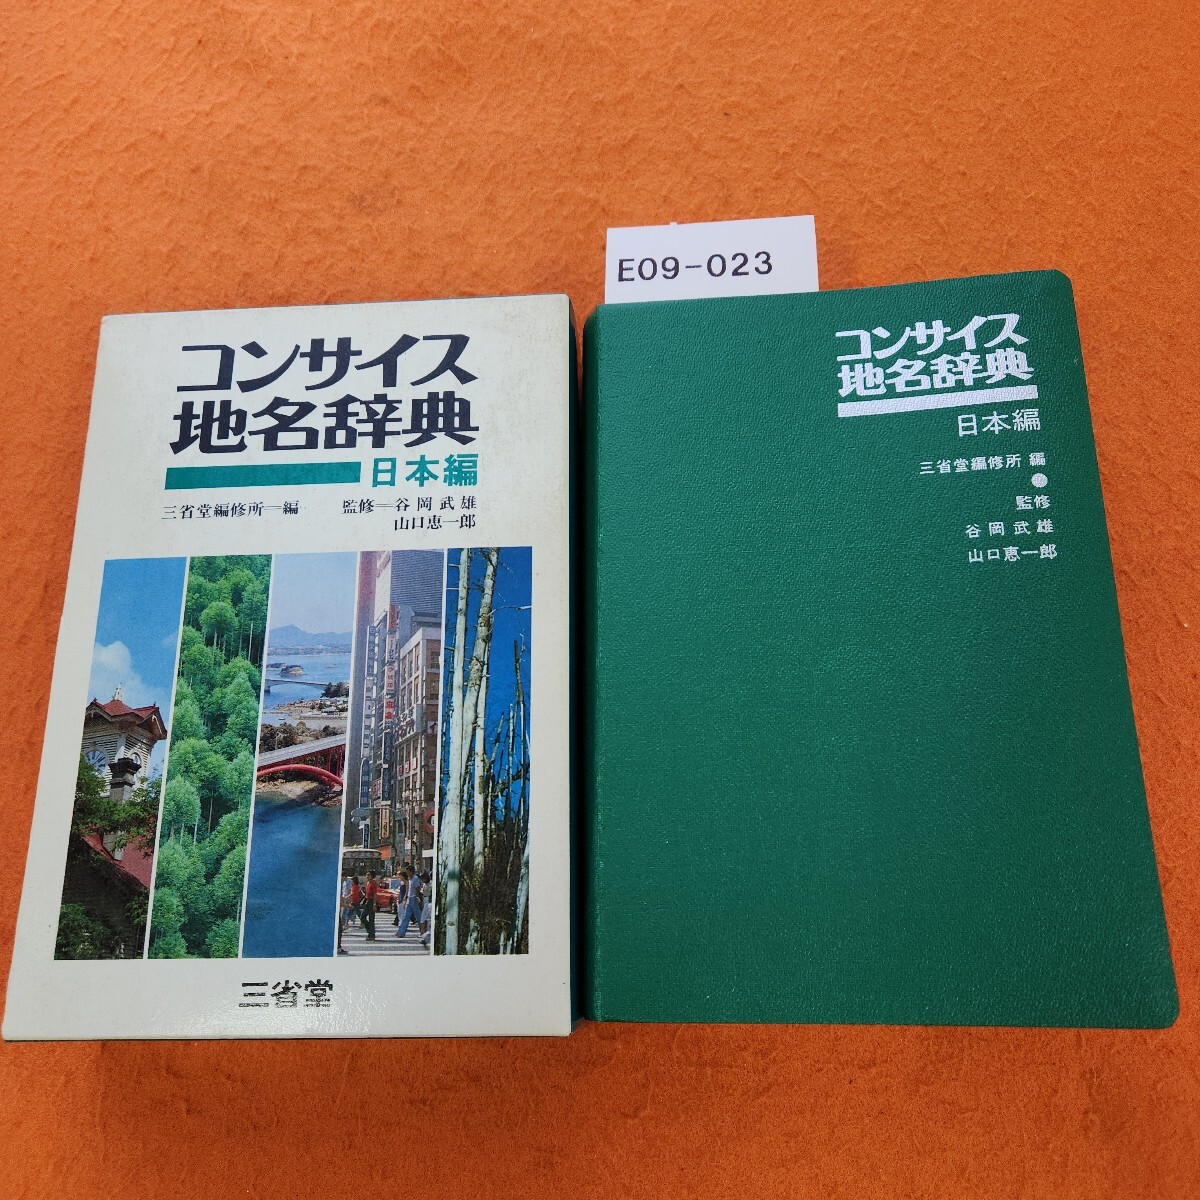 E09-023
コンサイス
地名辞典
日本編
三省堂編修所=編 監修=谷岡武雄
山口恵一郎
三省堂
コンサイス
地名辞典
日本編
三省堂編修所 編
監修
谷岡武雄
山口恵一郎